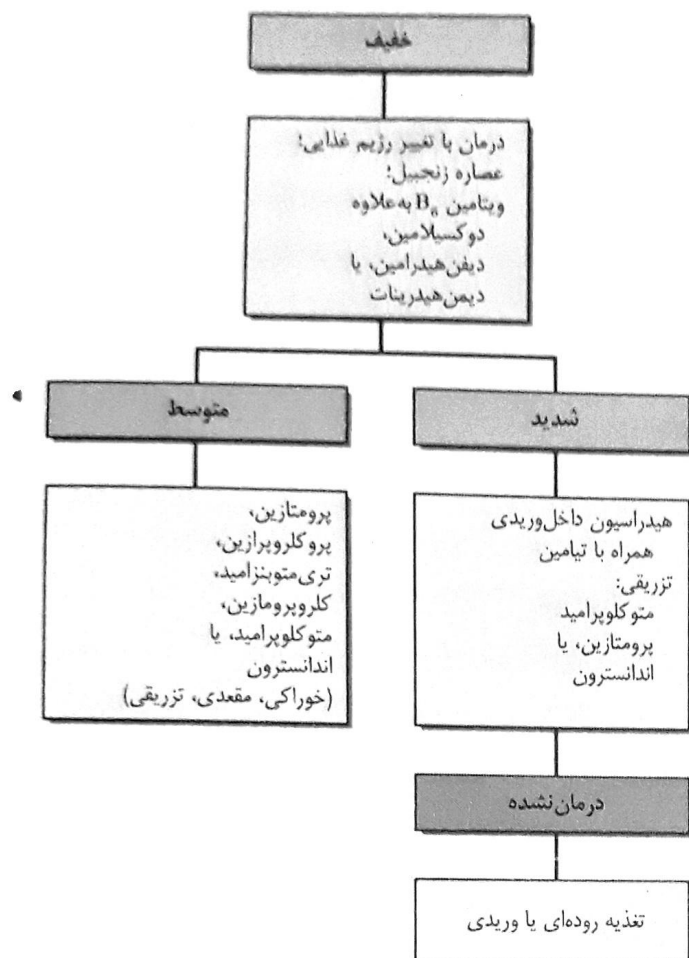 خفیف
درمان با تغییر رژیم غذایی؛
عصاره زنجبیل؛
ویتامین B₆ به‌علاوه
دوکسیلامین،
دیفن‌هیدرامین، یا
دیمن‌هیدرینات
شدید
هیدراسیون داخل‌وریدی
همراه با تیامین
تزریقی:
متوکلوپرامید
پرومتازین، یا
اندانسترون
درمان‌نشده
تغذیه روده‌ای یا وریدی
متوسط
پرومتازین،
پروکلروپرازین،
تری‌متوبنزامید،
کلروپرومازین،
متوکلوپرامید، یا
اندانسترون
(خوراکی، مقعدی، تزریقی)